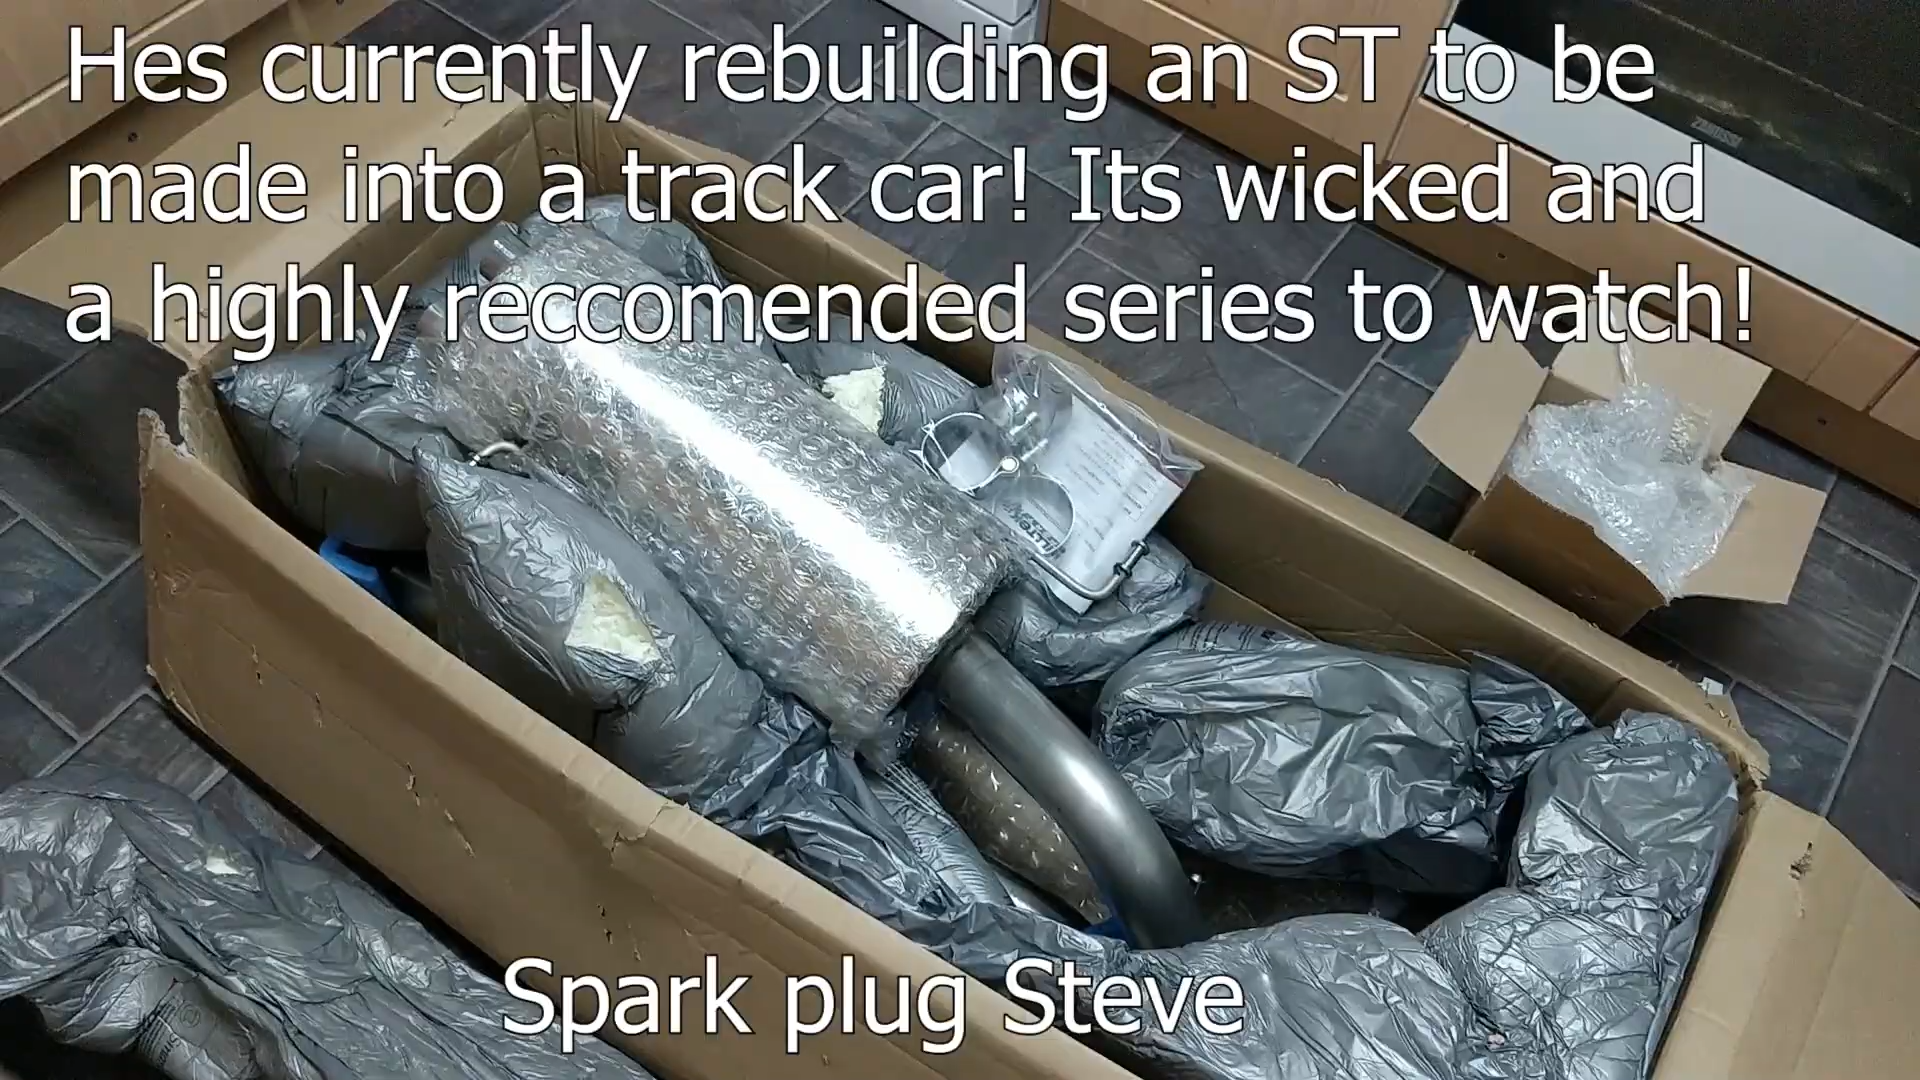 Hes currently rebuilding an ST to be
made into a track car! Its wicked and
a highly reccomended series to watch!
ZANUSSI
Spark plug Steve